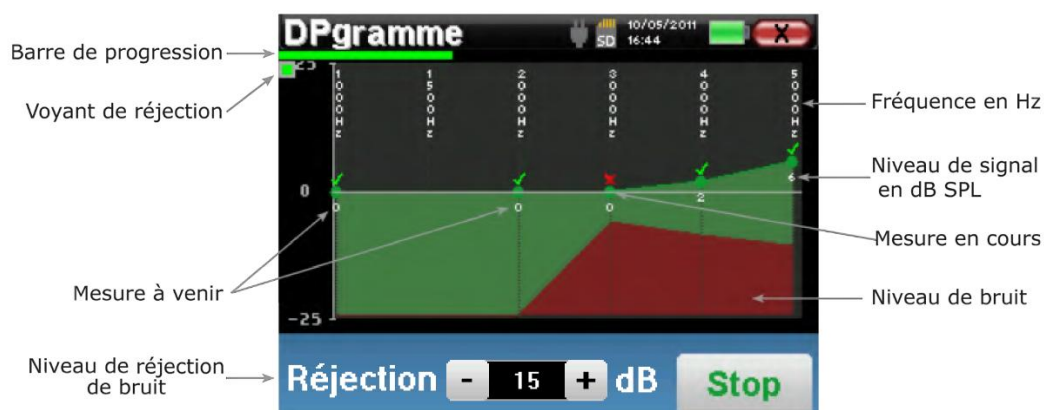 DPgramme
SD
10/05/2011
16:44
X
Barre de progression
Voyant de réjection
25
1000Hz
1500Hz
2000Hz
3000Hz
4000Hz
5000Hz
Fréquence en Hz
Niveau de signal
en dB SPL
0
0
0
0
2
6
Mesure en cours
Mesure à venir
Niveau de bruit
-25
Niveau de réjection
de bruit
Réjection - 15 + dB
Stop